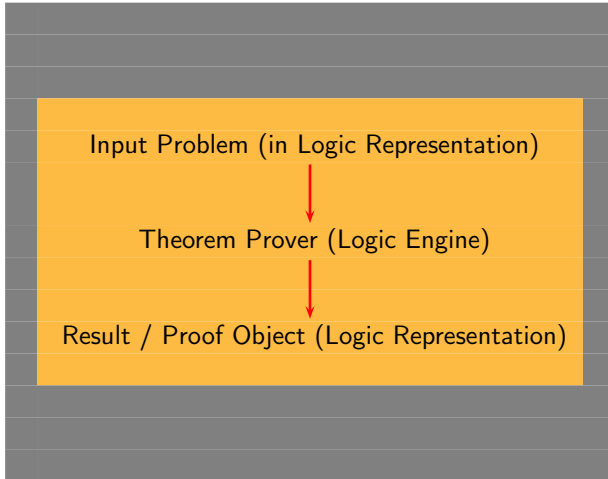 Input Problem (in Logic Representation)
Theorem Prover (Logic Engine)
Result / Proof Object (Logic Representation)